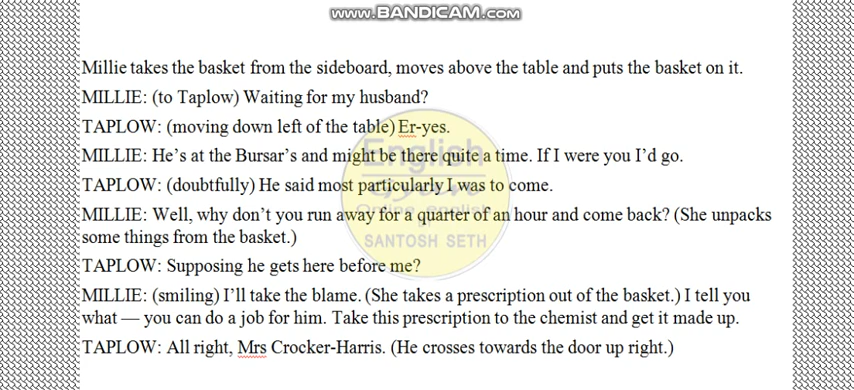 www.BANDICAM.com
Millie takes the basket from the sideboard, moves above the table and puts the basket on it.
MILLIE: (to Taplow) Waiting for my husband?
TAPLOW: (moving down left of the table) Er-yes.
MILLIE: He’s at the Bursar’s and might be there quite a time. If I were you I’d go.
TAPLOW: (doubtfully) He said most particularly I was to come.
MILLIE: Well, why don’t you run away for a quarter of an hour and come back? (She unpacks
some things from the basket.)
TAPLOW: Supposing he gets here before me?
MILLIE: (smiling) I’ll take the blame. (She takes a prescription out of the basket.) I tell you
what — you can do a job for him. Take this prescription to the chemist and get it made up.
TAPLOW: All right, Mrs Crocker-Harris. (He crosses towards the door up right.)
English
Online english
SANTOSH SETH